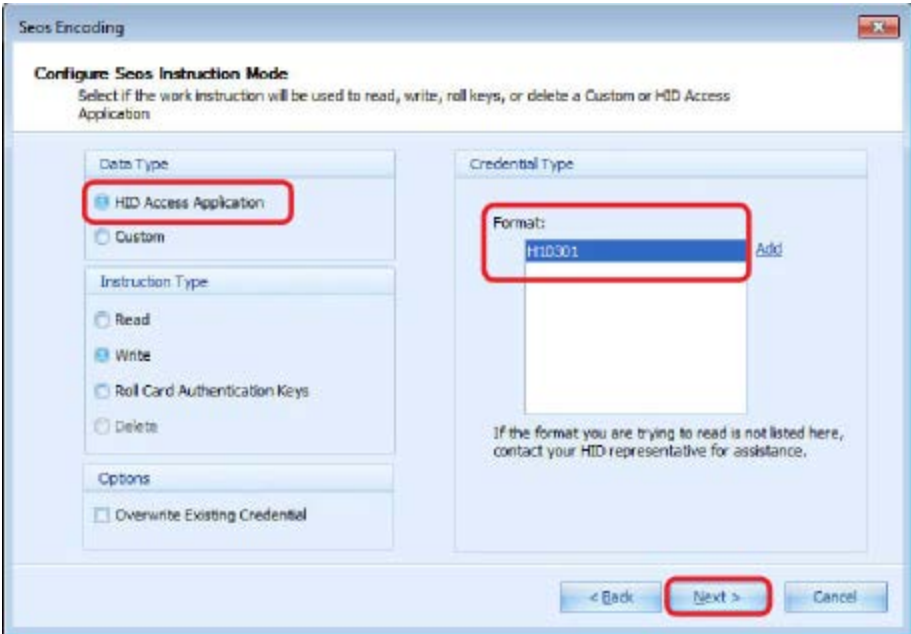 Seos Encoding
Configure Seos Instruction Mode
Select if the work instruction will be used to read, write, roll keys, or delete a Custom or HID Access
Application
Data Type
HID Access Application
Custom
Instruction Type
Read
Write
Roll Card Authentication Keys
Delete
Options
Overwrite Existing Credential
Credential Type
Format:
H10301
Add
If the format you are trying to read is not listed here,
contact your HID representative for assistance.
< Back
Next >
Cancel